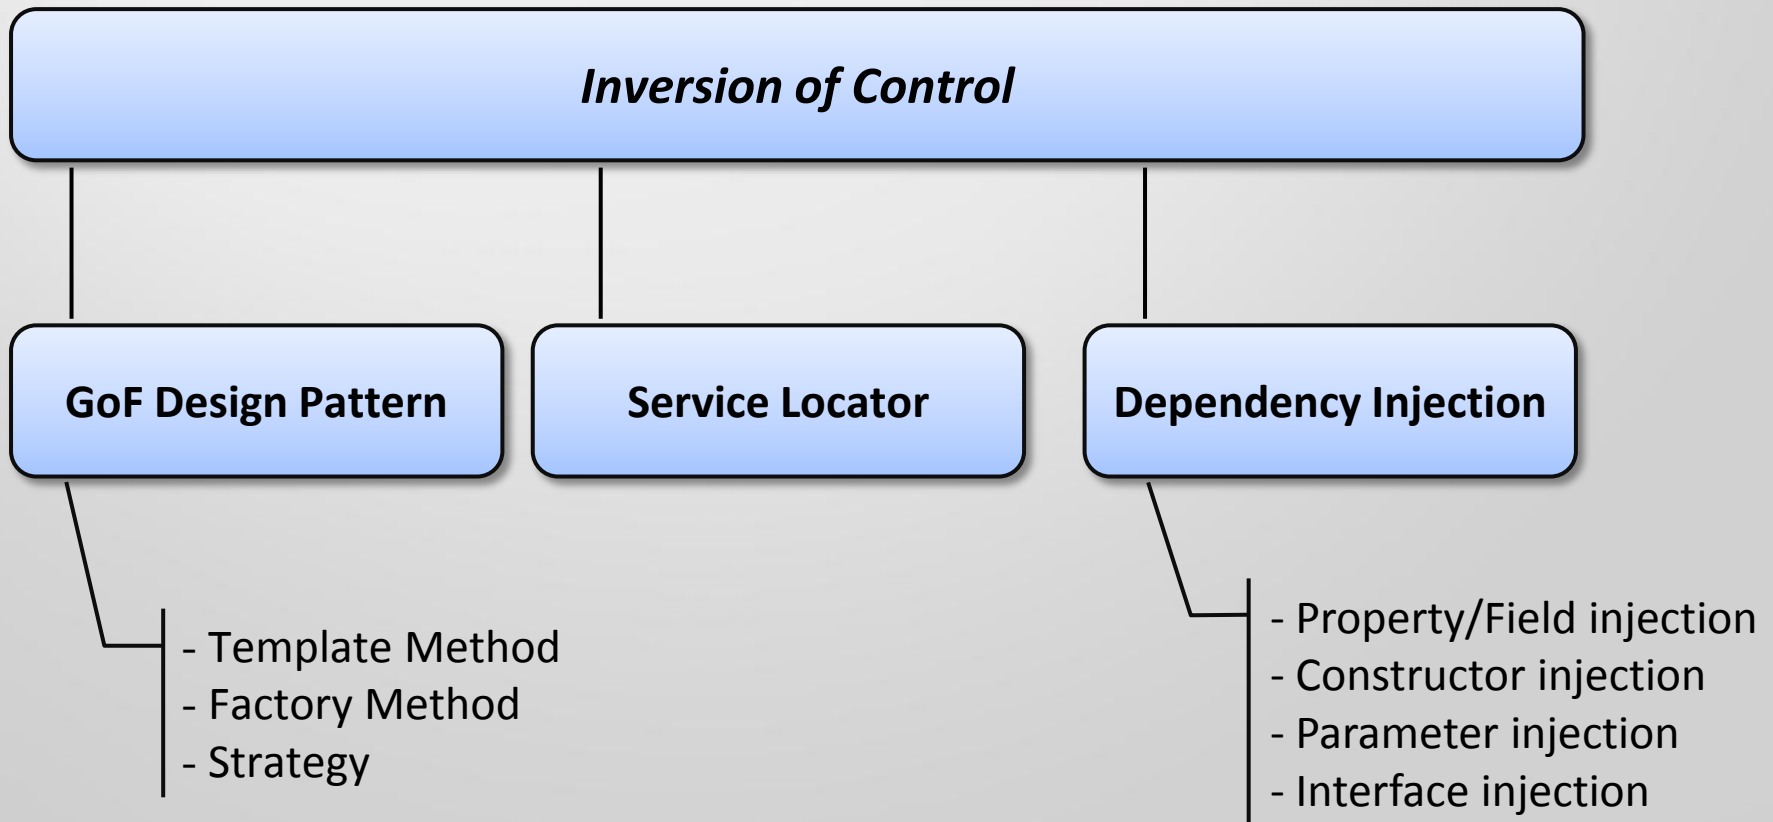 Inversion of Control
GoF Design Pattern
Service Locator
Dependency Injection
- Template Method
- Factory Method
- Strategy
- Property/Field injection
- Constructor injection
- Parameter injection
- Interface injection